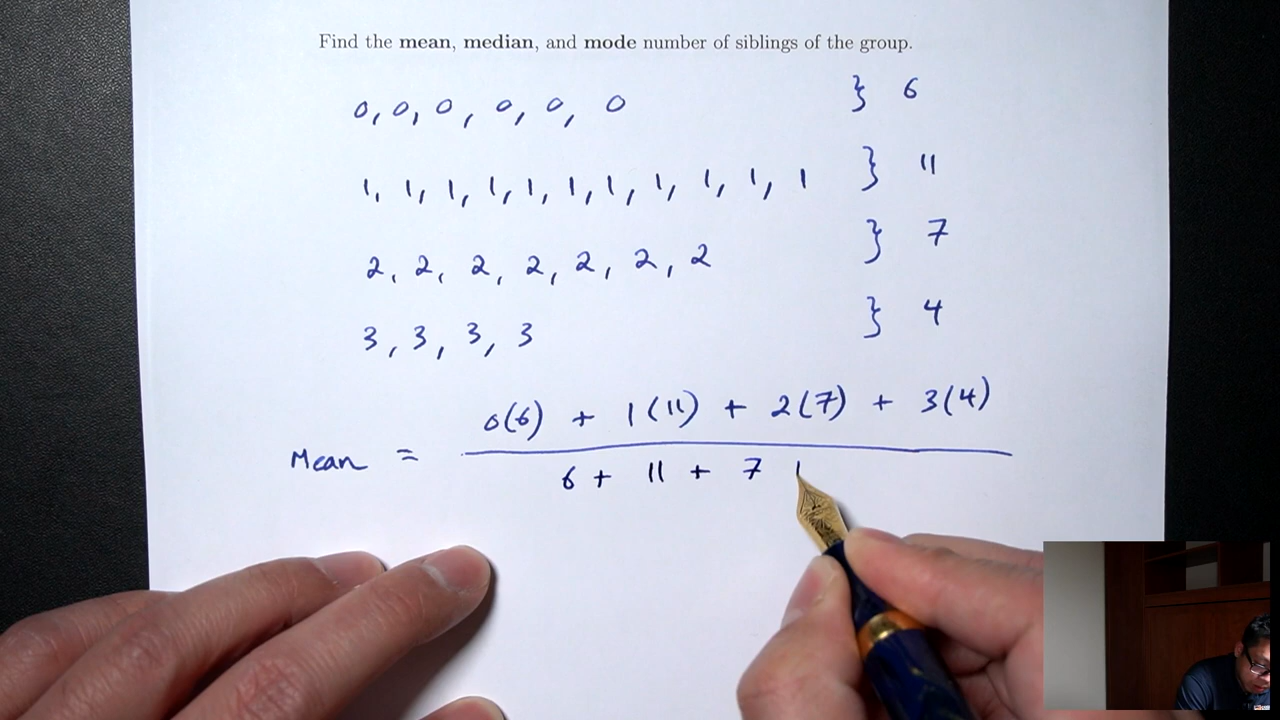 Find the mean, median, and mode number of siblings of the group.
0, 0, 0, 0, 0, 0 } 6
1, 1, 1, 1, 1, 1, 1, 1, 1, 1, 1 } 11
2, 2, 2, 2, 2, 2, 2 } 7
3, 3, 3, 3 } 4
0(6) + 1(11) + 2(7) + 3(4)
Mean =
6 + 11 + 7